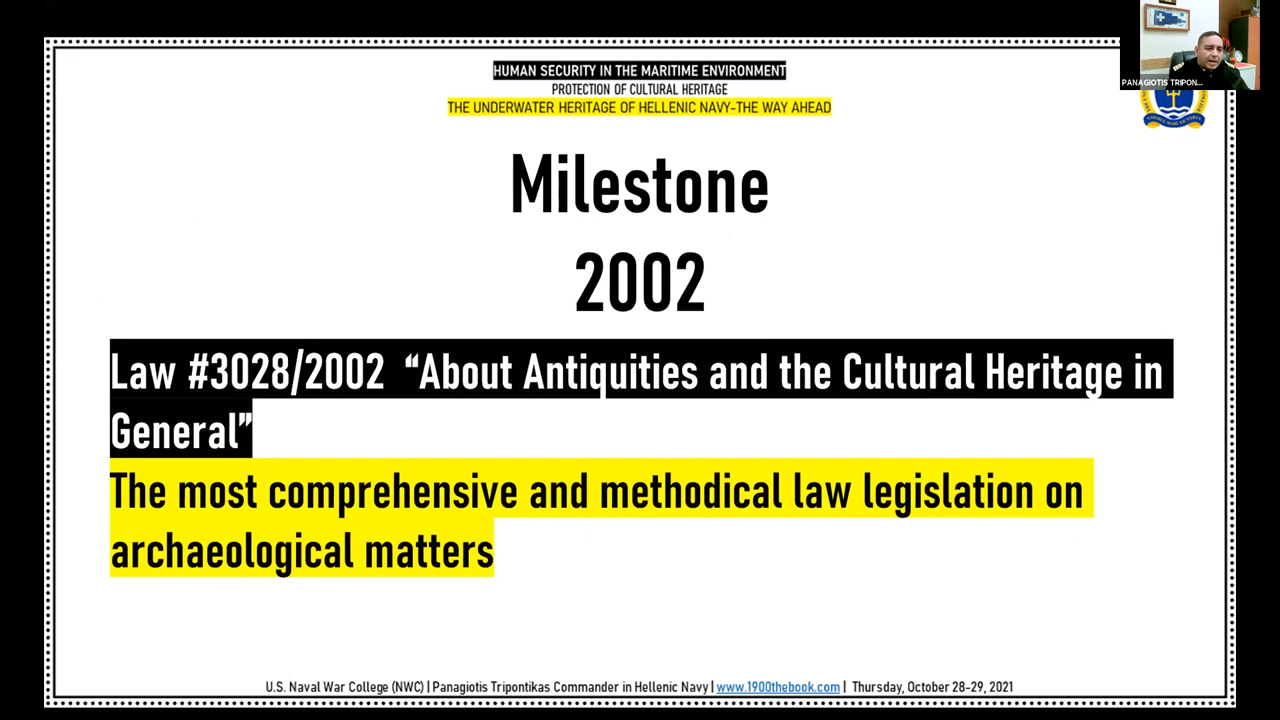 PANAGIOTIS TRIPON...
HUMAN SECURITY IN THE MARITIME ENVIRONMENT
PROTECTION OF CULTURAL HERITAGE
THE UNDERWATER HERITAGE OF HELLENIC NAVY-THE WAY AHEAD
Milestone
2002
Law #3028/2002 “About Antiquities and the Cultural Heritage in
General”
The most comprehensive and methodical law legislation on
archaeological matters
U.S. Naval War College (NWC) | Panagiotis Tripontikas Commander in Hellenic Navy | www.1900thebook.com | Thursday, October 28-29, 2021